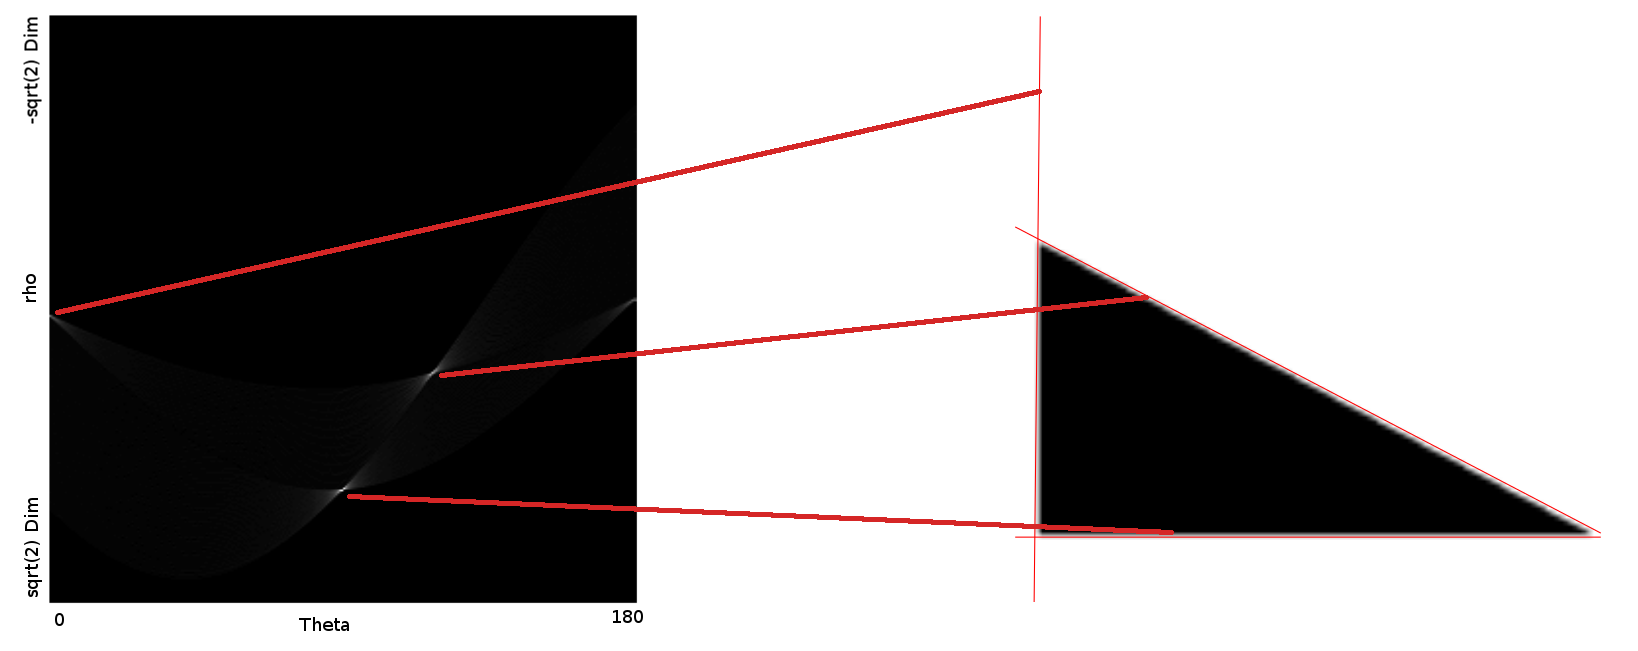 -sqrt(2) Dim
rho
sqrt(2) Dim
0
Theta
180